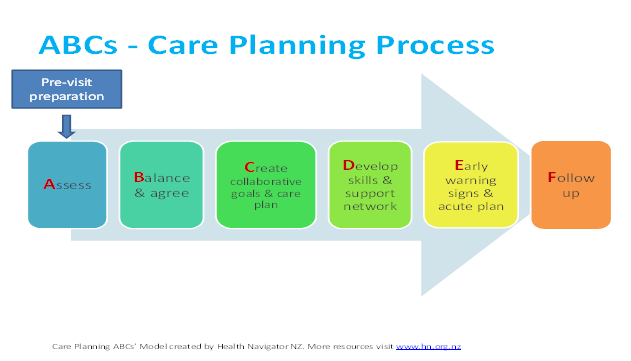 ABCs - Care Planning Process
Pre-visit
preparation
Assess
Balance
& agree
Create
collaborative
goals & care
plan
Develop
skills &
support
network
Early
warning
signs &
acute plan
Follow
up
Care Planning ABCs' Model created by Health Navigator NZ. More resources visit www.hn.org.nz